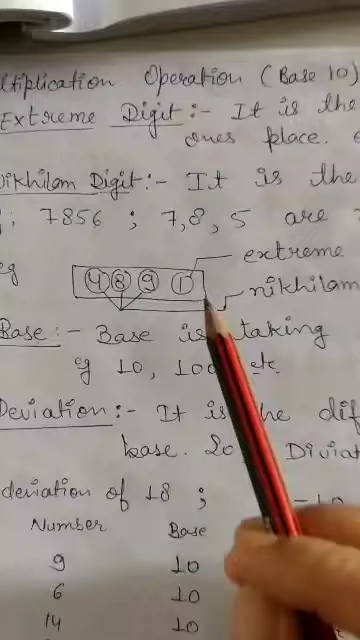 ltiplication Operation (Base 10)
Extreme Digit :- It is the
ones place.
Nikhilam Digit :- It is the
7856 ; 7,8,5 are
eg 4 8 9 1 extreme
nikhilam
Base :- Base is taking
eg 10, 100 etc
Deviation :- It is the dif
base. So, Diviat
deviation of 18 ; -10
Number Base
9 10
6 10
14 10